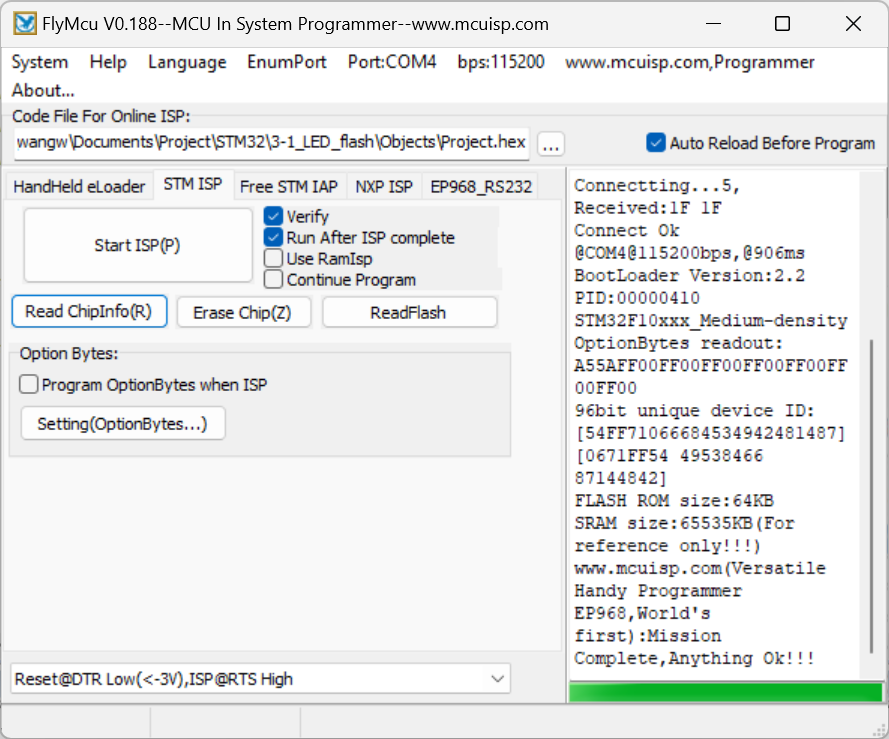 FlyMcu V0.188--MCU In System Programmer--www.mcuisp.com
System Help Language EnumPort Port:COM4 bps:115200 www.mcuisp.com,Programmer
About...
Code File For Online ISP:
wangw\Documents\Project\STM32\3-1_LED_flash\Objects\Project.hex ... Auto Reload Before Program
HandHeld eLoader STM ISP Free STM IAP NXP ISP EP968_RS232
Start ISP(P)
Verify
Run After ISP complete
Use RamIsp
Continue Program
Read ChipInfo(R) Erase Chip(Z) ReadFlash
Option Bytes:
Program OptionBytes when ISP
Setting(OptionBytes...)
Reset@DTR Low(<-3V),ISP@RTS High
Connectting...5,
Received:1F 1F
Connect Ok
@COM4@115200bps,@906ms
BootLoader Version:2.2
PID:00000410
STM32F10xxx_Medium-density
OptionBytes readout:
A55AFF00FF00FF00FF00FF00FF
00FF00
96bit unique device ID:
[54FF71066684534942481487]
[0671FF54 49538466
87144842]
FLASH ROM size:64KB
SRAM size:65535KB(For
reference only!!!)
www.mcuisp.com(Versatile
Handy Programmer
EP968,World's
first):Mission
Complete,Anything Ok!!!